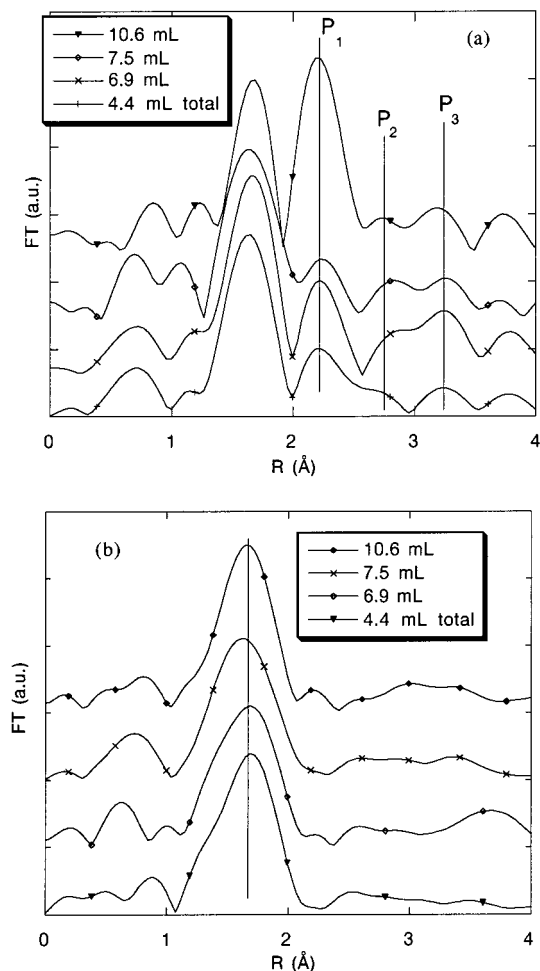 (a)
10.6 mL
7.5 mL
6.9 mL
4.4 mL total
P1
P2
P3
FT (a.u.)
0 1 2 3 4
R (Å)
(b)
10.6 mL
7.5 mL
6.9 mL
4.4 mL total
FT (a.u.)
0 1 2 3 4
R (Å)